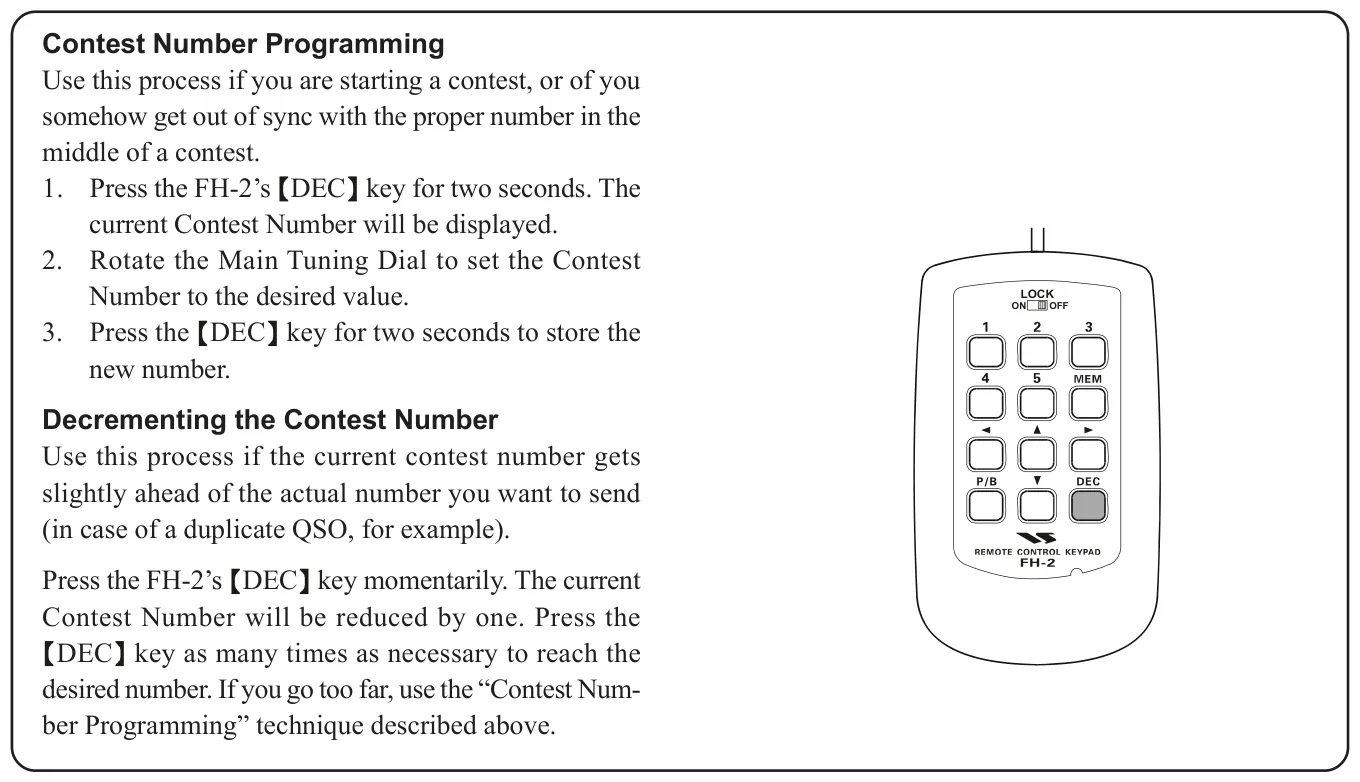 Contest Number Programming
Use this process if you are starting a contest, or of you
somehow get out of sync with the proper number in the
middle of a contest.
1. Press the FH-2’s【DEC】key for two seconds. The
current Contest Number will be displayed.
2. Rotate the Main Tuning Dial to set the Contest
Number to the desired value.
3. Press the【DEC】key for two seconds to store the
new number.
Decrementing the Contest Number
Use this process if the current contest number gets
slightly ahead of the actual number you want to send
(in case of a duplicate QSO, for example).
Press the FH-2’s【DEC】key momentarily. The current
Contest Number will be reduced by one. Press the
【DEC】key as many times as necessary to reach the
desired number. If you go too far, use the “Contest Num-
ber Programming” technique described above.
LOCK
ON OFF
1 2 3
4 5 MEM
◄ ▲ ►
P/B ▼ DEC
REMOTE CONTROL KEYPAD
FH-2